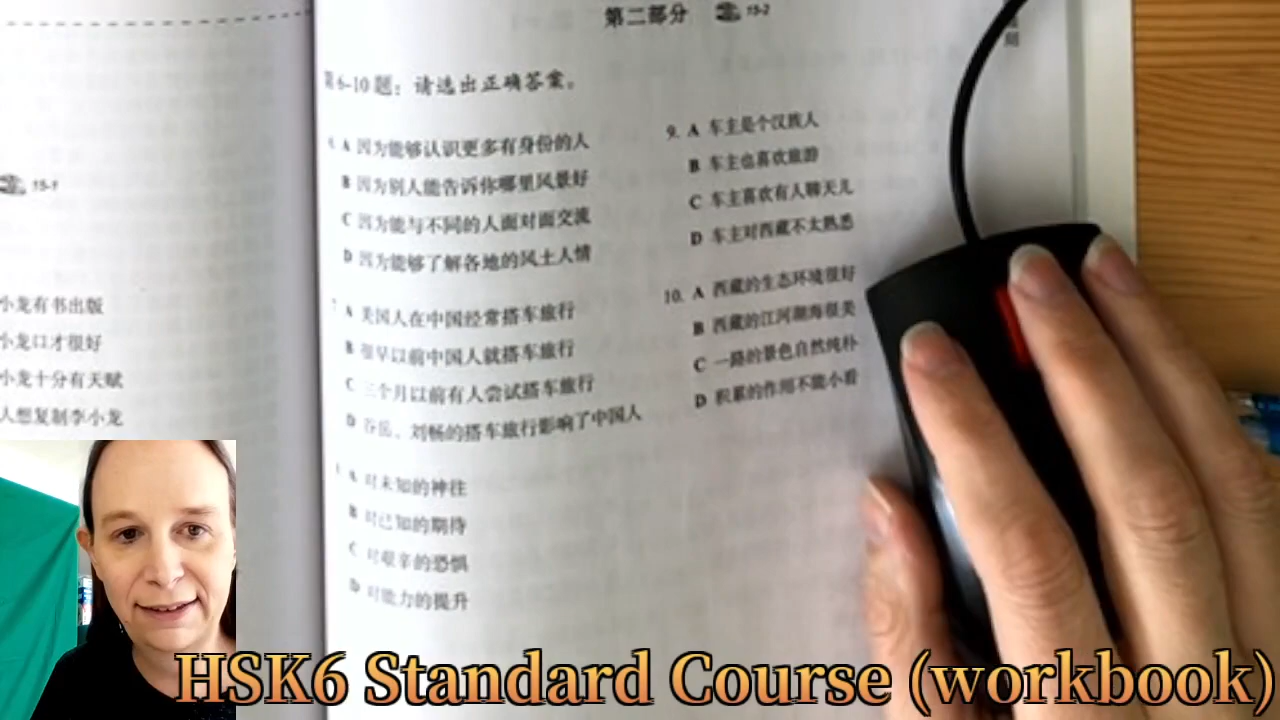 第二部分 15-2
第6-10题：请选出正确答案。
A 因为能够认识更多有身份的人
B 因为别人能告诉你哪里风景好
C 因为能与不同的人面对面交流
D 因为能够了解各地的风土人情
A 美国人在中国经常搭车旅行
B 很早以前中国人就搭车旅行
C 三个月以前有人尝试搭车旅行
D 谷岳、刘畅的搭车旅行影响了中国人
A 对未知的神往
B 对已知的期待
C 对艰辛的恐惧
D 对能力的提升
9. A 车主是个汉族人
B 车主也喜欢旅游
C 车主喜欢有人聊天儿
D 车主对西藏不太熟悉
10. A 西藏的生态环境很好
B 西藏的江河湖海很美
C 一路的景色自然纯朴
D 积累的作用不能小看
15-1
小龙有书出版
小龙口才很好
小龙十分有天赋
人想复制李小龙
HSK6 Standard Course (workbook)